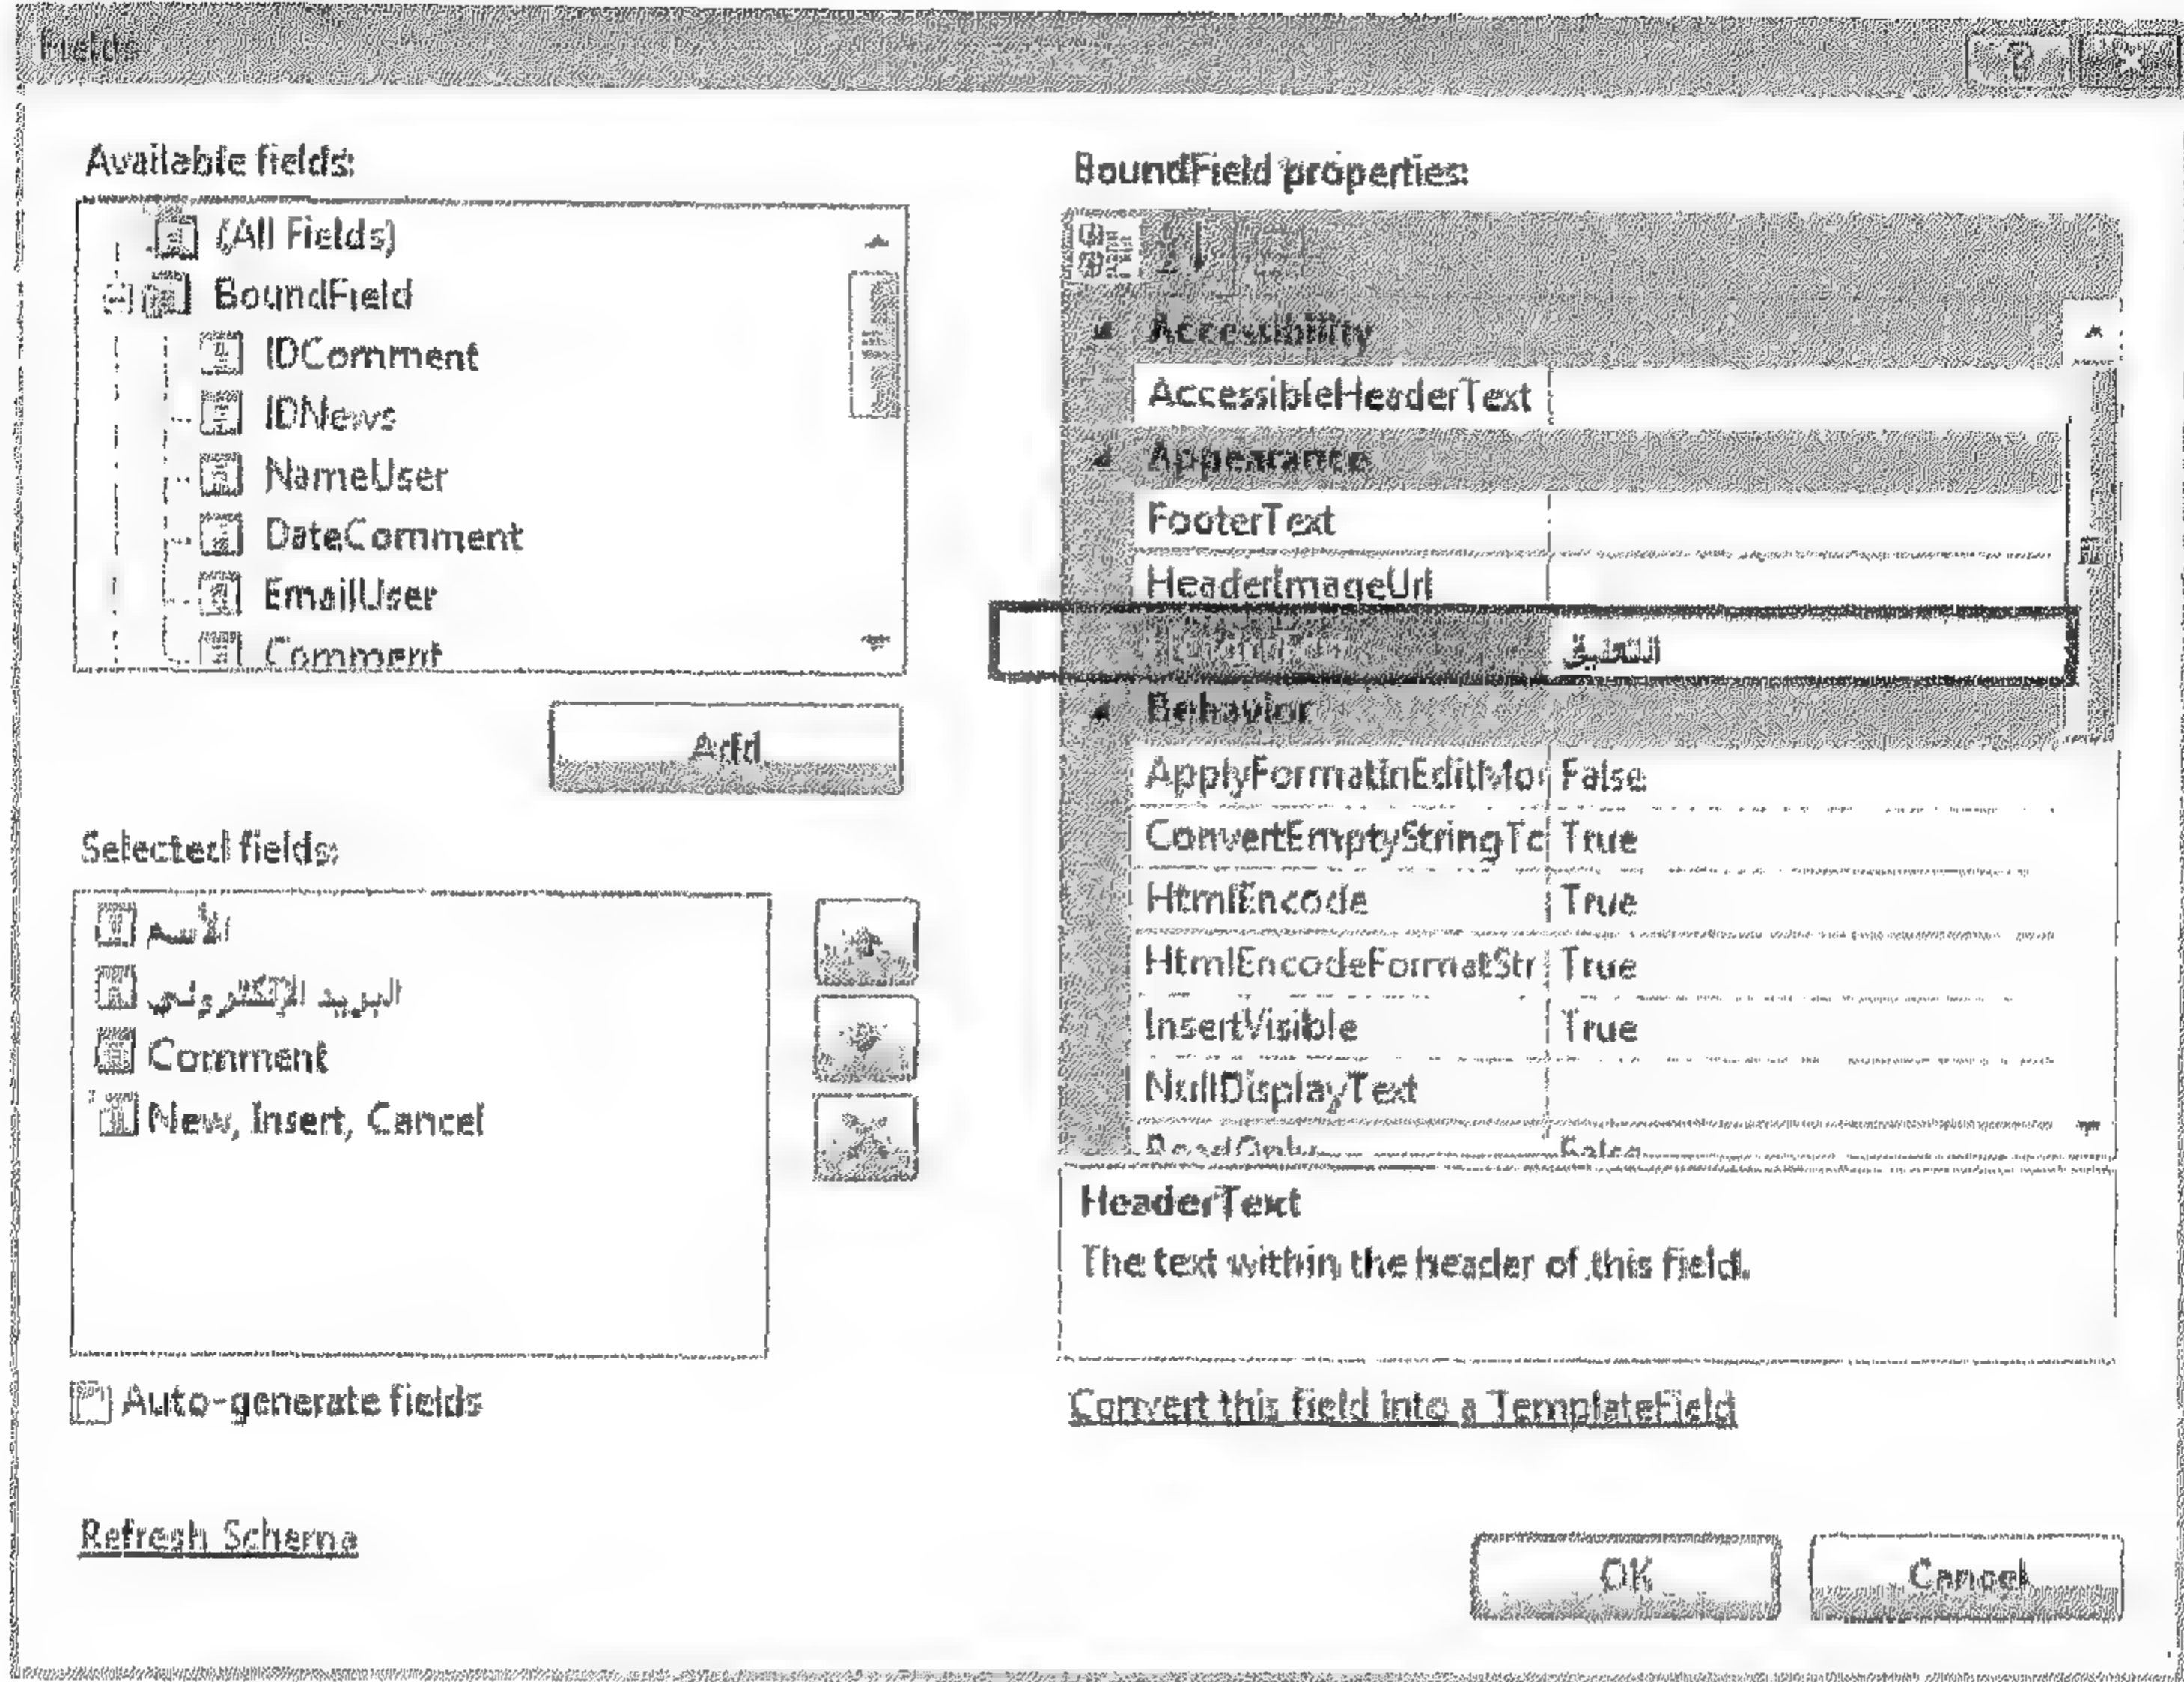 Fields
Available fields:
(All Fields)
BoundField
IDComment
IDNews
NameUser
DateComment
EmailUser
Comment
Add
Selected fields:
الأسم
البريد الإلكتروني
Comment
New, Insert, Cancel
Auto-generate fields
Refresh Schema
BoundField properties:
Accessibility
AccessibleHeaderText
Appearance
FooterText
HeaderImageUrl
التعليق
Behavior
ApplyFormatInEditMo False
ConvertEmptyStringTo True
HtmlEncode True
HtmlEncodeFormatStr True
InsertVisible True
NullDisplayText
ReadOnly False
HeaderText
The text within the header of this field.
Convert this field into a TemplateField
OK Cancel